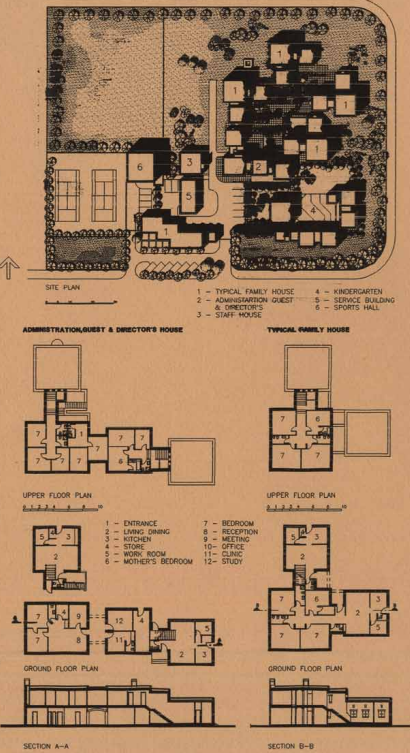 SITE PLAN
1 - TYPICAL FAMILY HOUSE
2 - ADMINISTARTION GUEST & DIRECTOR'S
3 - STAFF HOUSE
4 - KINDERGARTEN
5 - SERVICE BUILDING
6 - SPORTS HALL
ADMINISTRATION,GUEST & DIRECTOR'S HOUSE
TYPICAL FAMILY HOUSE
UPPER FLOOR PLAN
UPPER FLOOR PLAN
1 - ENTRANCE
2 - LIVING DINING
3 - KITCHEN
4 - STORE
5 - WORK ROOM
6 - MOTHER'S BEDROOM
7 - BEDROOM
8 - RECEPTION
9 - MEETING
10- OFFICE
11- CLINIC
12- STUDY
GROUND FLOOR PLAN
GROUND FLOOR PLAN
SECTION A-A
SECTION B-B